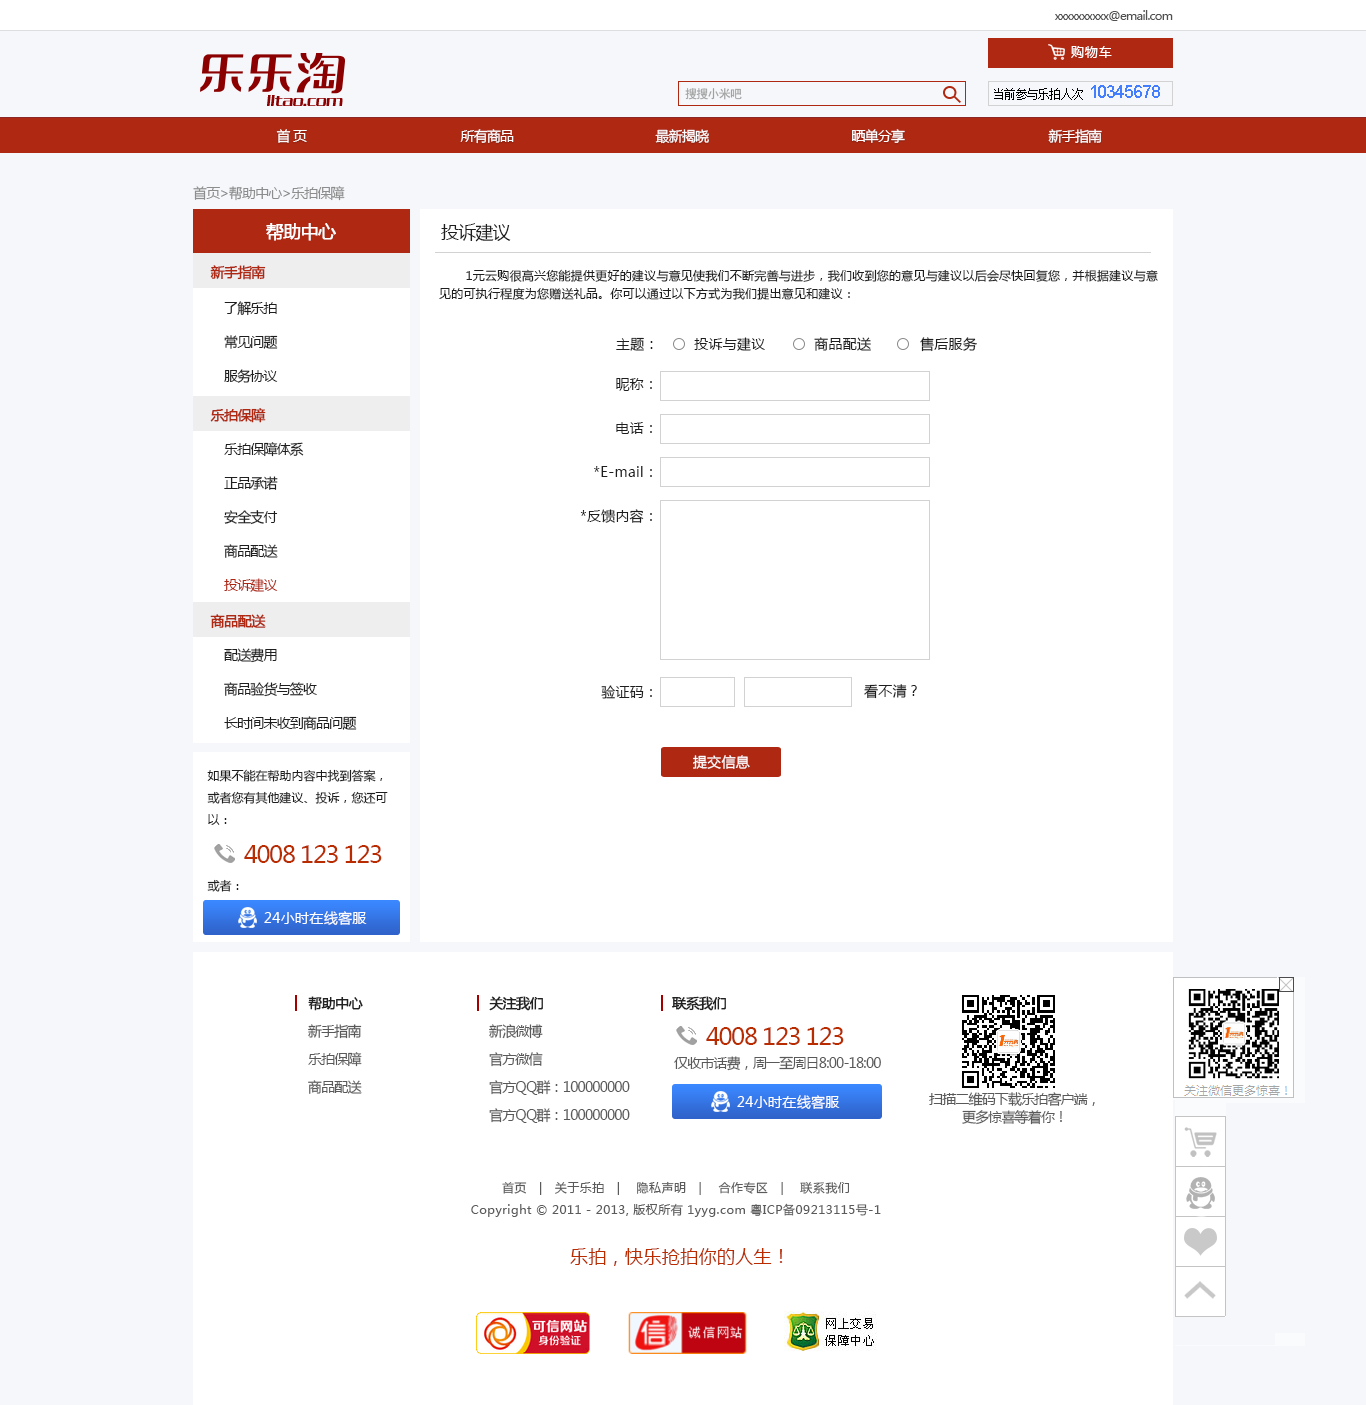 xxxxxxxxxx@email.com
乐乐淘
lltao.com
搜搜小米吧
购物车
当前参与乐拍人次 10345678
首 页
所有商品
最新揭晓
晒单分享
新手指南
首页>帮助中心>乐拍保障
帮助中心
新手指南
了解乐拍
常见问题
服务协议
乐拍保障
乐拍保障体系
正品承诺
安全支付
商品配送
投诉建议
商品配送
配送费用
商品验货与签收
长时间未收到商品问题
如果不能在帮助内容中找到答案，
或者您有其他建议、投诉，您还可
以：
4008 123 123
或者：
24小时在线客服
投诉建议
1元云购很高兴您能提供更好的建议与意见使我们不断完善与进步，我们收到您的意见与建议以后会尽快回复您，并根据建议与意
见的可执行程度为您赠送礼品。你可以通过以下方式为我们提出意见和建议：
主题： 投诉与建议 商品配送 售后服务
昵称：
电话：
*E-mail：
*反馈内容：
验证码： 看不清？
提交信息
帮助中心
新手指南
乐拍保障
商品配送
关注我们
新浪微博
官方微信
官方QQ群：100000000
官方QQ群：100000000
联系我们
4008 123 123
仅收市话费，周一至周日8:00-18:00
24小时在线客服
扫描二维码下载乐拍客户端，
更多惊喜等着你！
关注微信更多惊喜！
首页 | 关于乐拍 | 隐私声明 | 合作专区 | 联系我们
Copyright © 2011 - 2013, 版权所有 1yyg.com 粤ICP备09213115号-1
乐拍，快乐抢拍你的人生！
可信网站
身份验证
信
诚信网站
网上交易
保障中心